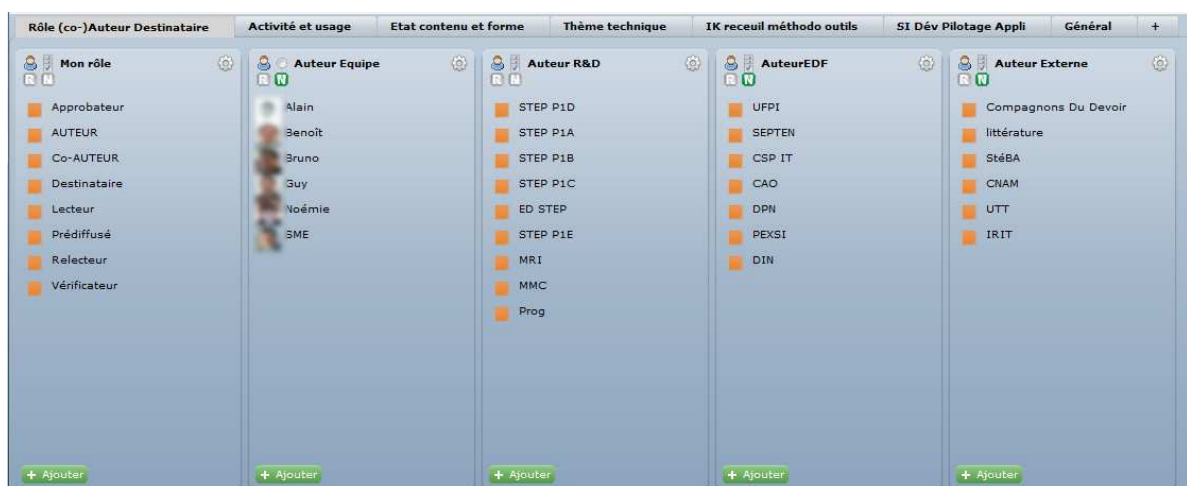 Rôle (co-)Auteur Destinataire Activité et usage Etat contenu et forme Thème technique IK receuil méthodo outils SI Dév Pilotage Appli Général +
Mon rôle
R N
Approbateur
AUTEUR
Co-AUTEUR
Destinataire
Lecteur
Prédiffusé
Relecteur
Vérificateur
+ Ajouter
Auteur Equipe
R N
Alain
Benoît
Bruno
Guy
Noémie
SME
+ Ajouter
Auteur R&D
R N
STEP P1D
STEP P1A
STEP P1B
STEP P1C
ED STEP
STEP P1E
MRI
MMC
Prog
+ Ajouter
AuteurEDF
R N
UFPI
SEPTEN
CSP IT
CAO
DPN
PEXSI
DIN
+ Ajouter
Auteur Externe
R N
Compagnons Du Devoir
littérature
StéBA
CNAM
UTT
IRIT
+ Ajouter